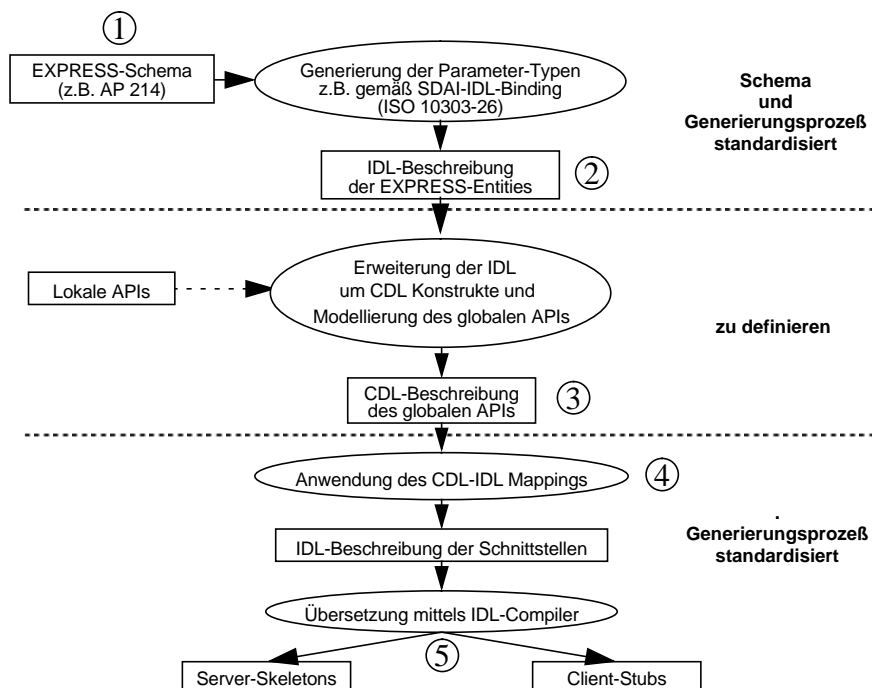 ①
EXPRESS-Schema
(z.B. AP 214)
Generierung der Parameter-Typen
z.B. gemäß SDAI-IDL-Binding
(ISO 10303-26)
Schema
und
Generierungsprozeß
standardisiert
IDL-Beschreibung
der EXPRESS-Entities
②
Lokale APIs
Erweiterung der IDL
um CDL Konstrukte und
Modellierung des globalen APIs
zu definieren
CDL-Beschreibung
des globalen APIs
③
Anwendung des CDL-IDL Mappings
④
.
Generierungsprozeß
standardisiert
IDL-Beschreibung der Schnittstellen
Übersetzung mittels IDL-Compiler
⑤
Server-Skeletons
Client-Stubs